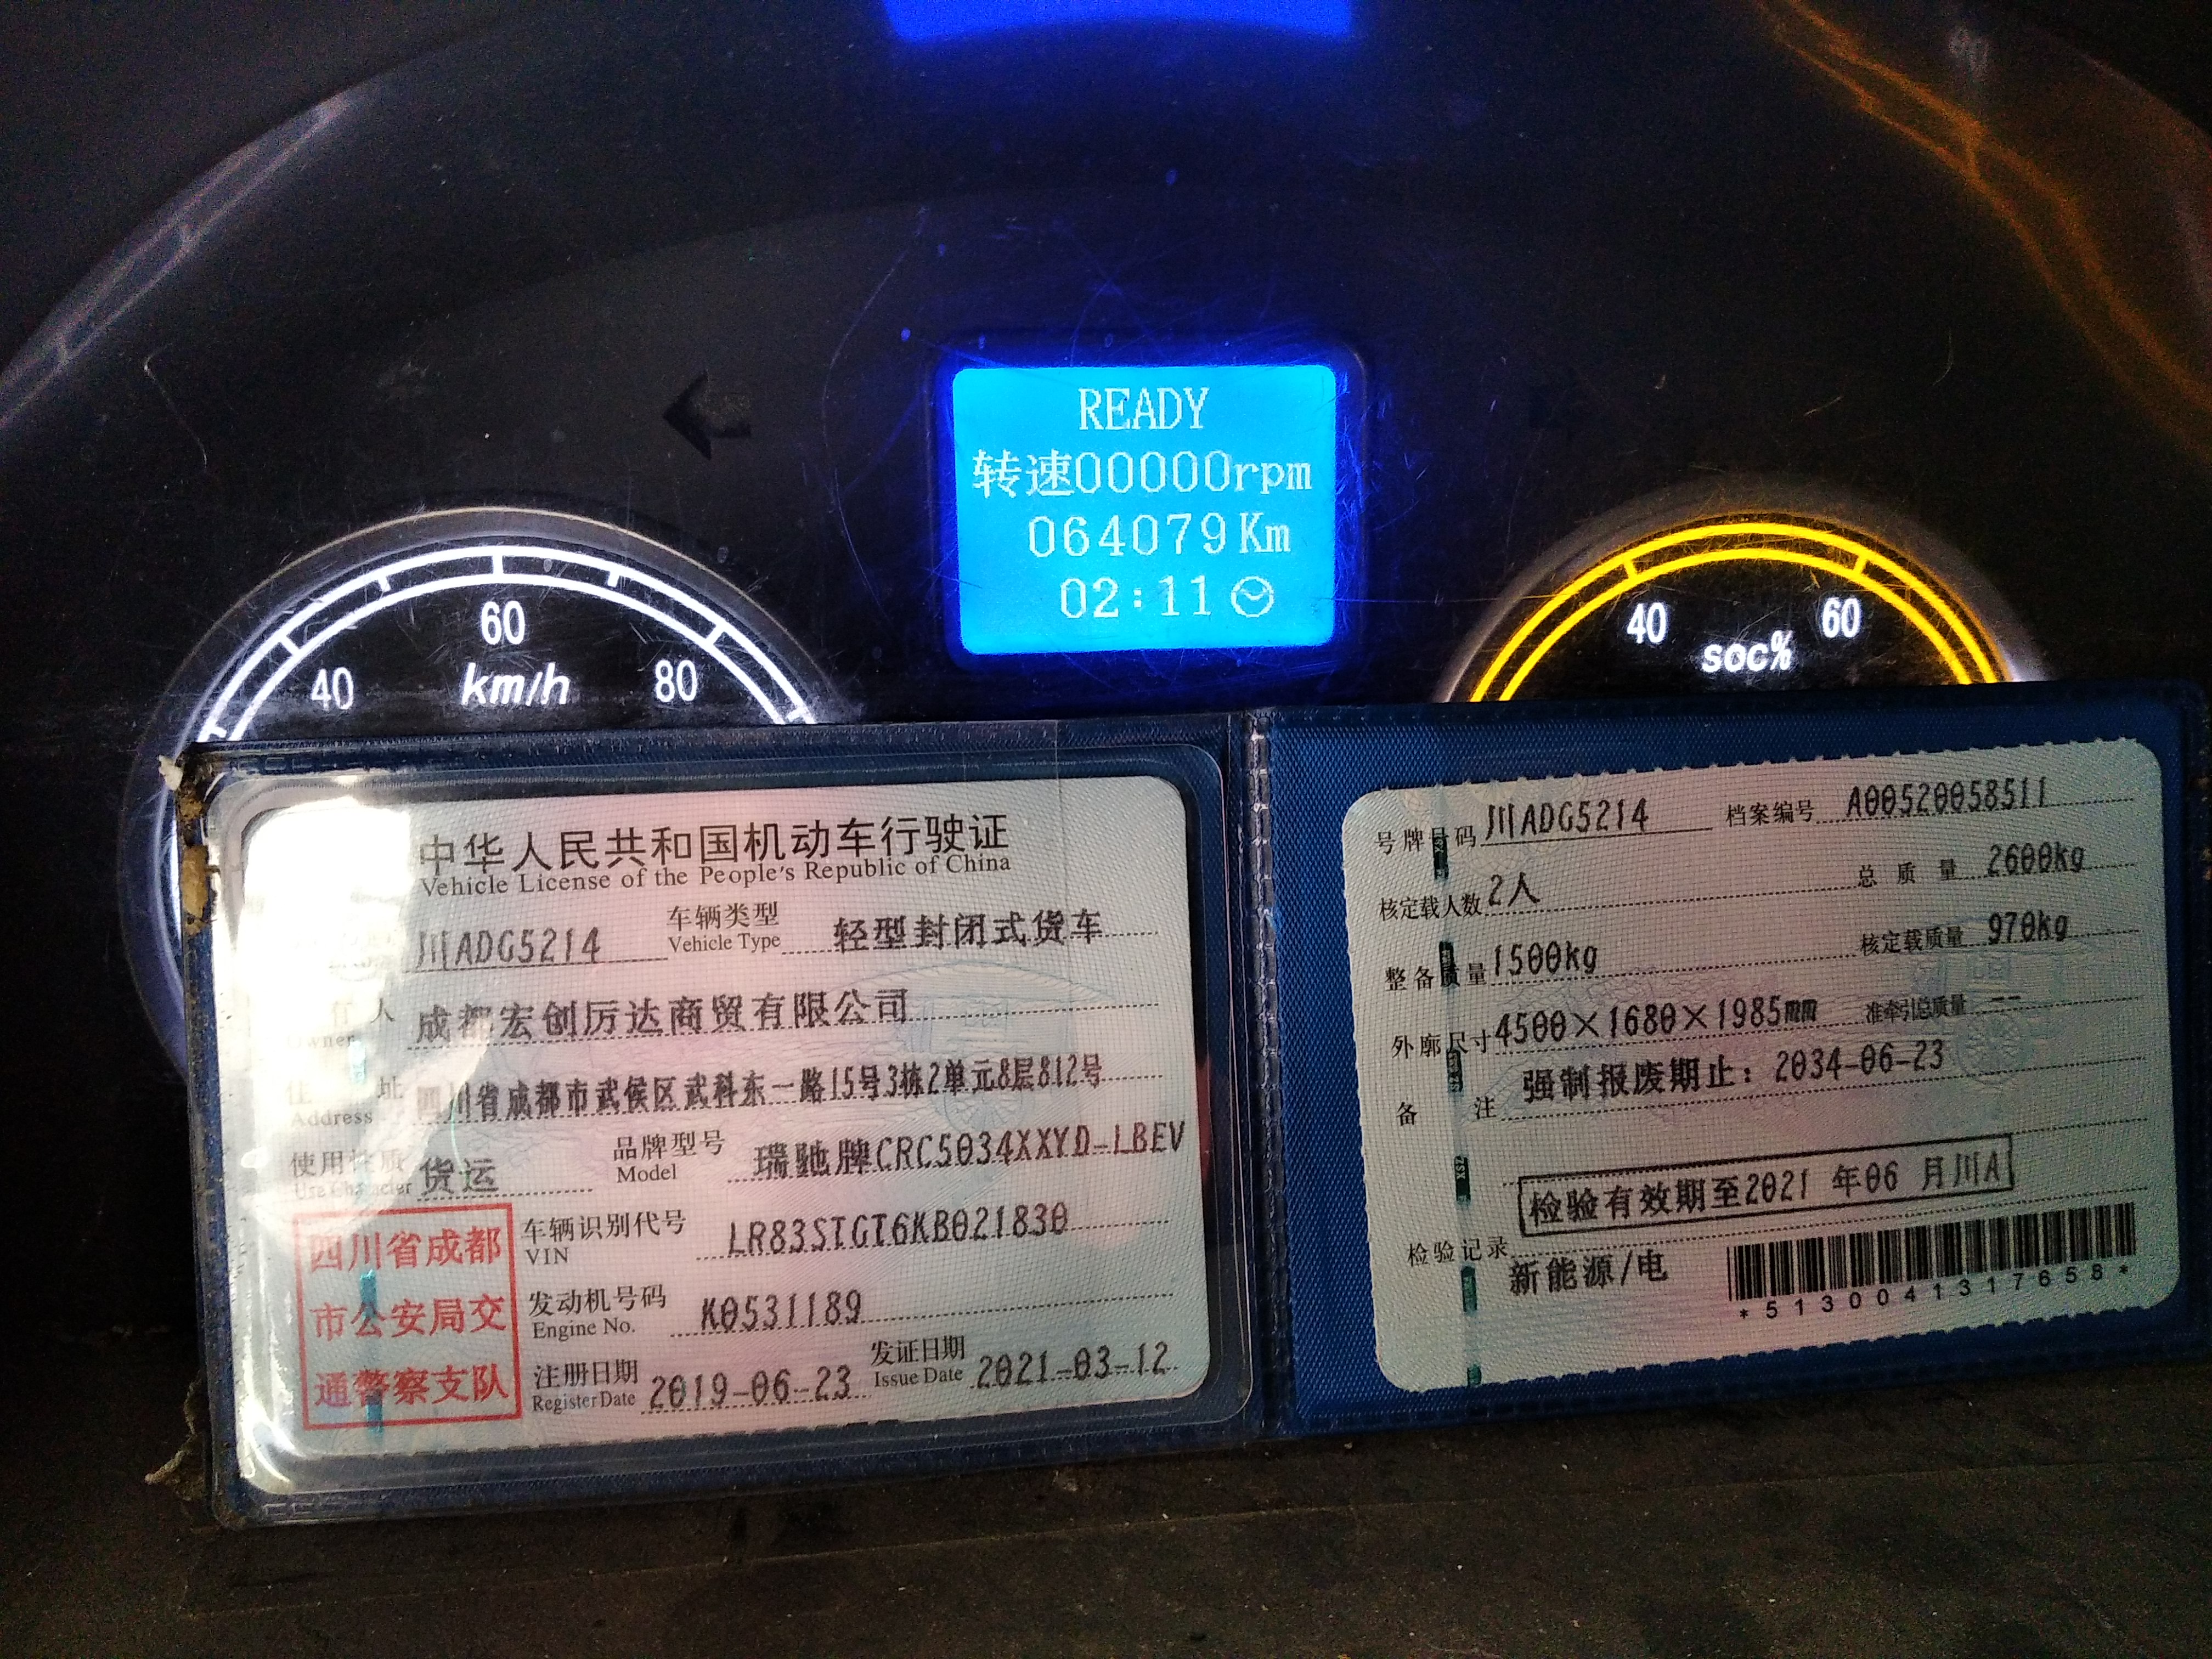 90
READY
转速00000rpm
064079Km
02:11
60
40 km/h 80
40 60
soc%
中华人民共和国机动车行驶证
Vehicle License of the People's Republic of China
川ADG5214 车辆类型 Vehicle Type 轻型封闭式货车
人 Owner 成都宏创厉达商贸有限公司
住址 Address 四川省成都市武侯区武科东一路15号3栋2单元8层812号
使用性质 Use Character 货运 品牌型号 Model 瑞驰牌CRC5034XXYD-LBEV
四川省成都
市公安局交
通警察支队
车辆识别代号 VIN LR83STGT6KB021830
发动机号码 Engine No. K0531189
注册日期 Register Date 2019-06-23 发证日期 Issue Date 2021-03-12
号牌号码 川ADG5214 档案编号 A00520058511
核定载人数 2人 总质量 2600kg
整备质量 1500kg 核定载质量 970kg
外廓尺寸 4500×1680×1985mm 准牵引总质量 --
备注 强制报废期止：2034-06-23
检验有效期至2021 年06 月川A
检验记录 新能源/电
*5130041317658*